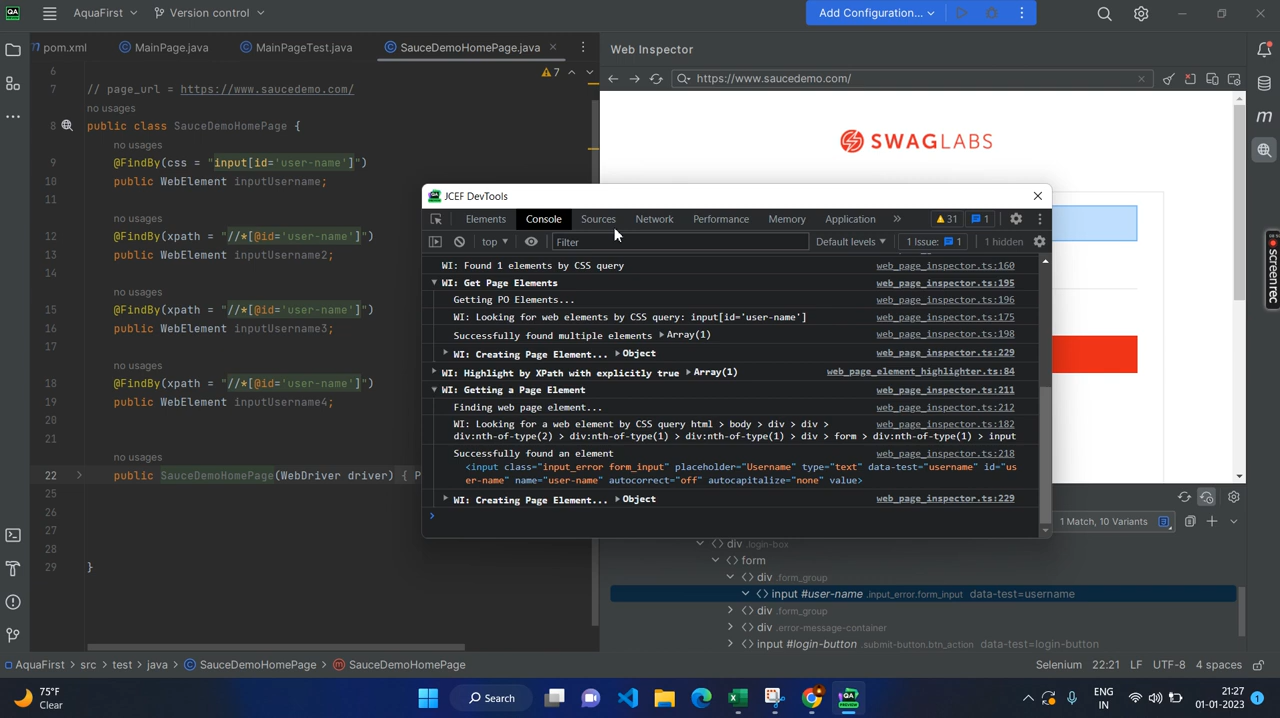 QA
AquaFirst
Version control
Add Configuration...
pom.xml
MainPage.java
MainPageTest.java
SauceDemoHomePage.java
Web Inspector
https://www.saucedemo.com/
6
7
7 // page_url = https://www.saucedemo.com/
no usages
8 public class SauceDemoHomePage {
no usages
9 @FindBy(css = "input[id='user-name']")
10 public WebElement inputUsername;
11
no usages
12 @FindBy(xpath = "//*[@id='user-name']")
13 public WebElement inputUsername2;
14
no usages
15 @FindBy(xpath = "//*[@id='user-name']")
16 public WebElement inputUsername3;
17
no usages
18 @FindBy(xpath = "//*[@id='user-name']")
19 public WebElement inputUsername4;
20
21
no usages
22 public SauceDemoHomePage(WebDriver driver) { P
25
26
27
28
29 }
SWAGLABS
JCEF DevTools
Elements Console Sources Network Performance Memory Application » 31 1
top Filter Default levels 1 Issue: 1 1 hidden
WI: Found 1 elements by CSS query web_page_inspector.ts:160
WI: Get Page Elements web_page_inspector.ts:195
Getting PO Elements... web_page_inspector.ts:196
WI: Looking for web elements by CSS query: input[id='user-name'] web_page_inspector.ts:175
Successfully found multiple elements Array(1) web_page_inspector.ts:198
WI: Creating Page Element... Object web_page_inspector.ts:229
WI: Highlight by XPath with explicitly true Array(1) web_page_element_highlighter.ts:84
WI: Getting a Page Element web_page_inspector.ts:211
Finding web page element... web_page_inspector.ts:212
WI: Looking for a web element by CSS query html > body > div > div > web_page_inspector.ts:182
div:nth-of-type(2) > div:nth-of-type(1) > div:nth-of-type(1) > div > form > div:nth-of-type(1) > input
Successfully found an element web_page_inspector.ts:218
<input class="input_error form_input" placeholder="Username" type="text" data-test="username" id="us
er-name" name="user-name" autocorrect="off" autocapitalize="none" value>
WI: Creating Page Element... Object web_page_inspector.ts:229
screenrec
1 Match, 10 Variants
div .login-box
form
div .form_group
input #user-name .input_error.form_input data-test=username
div .form_group
div .error-message-container
input #login-button .submit-button.btn_action data-test=login-button
AquaFirst > src > test > java > SauceDemoHomePage > SauceDemoHomePage
Selenium 22:21 LF UTF-8 4 spaces
75°F
Clear
Search
ENG
IN
21:27
01-01-2023
1